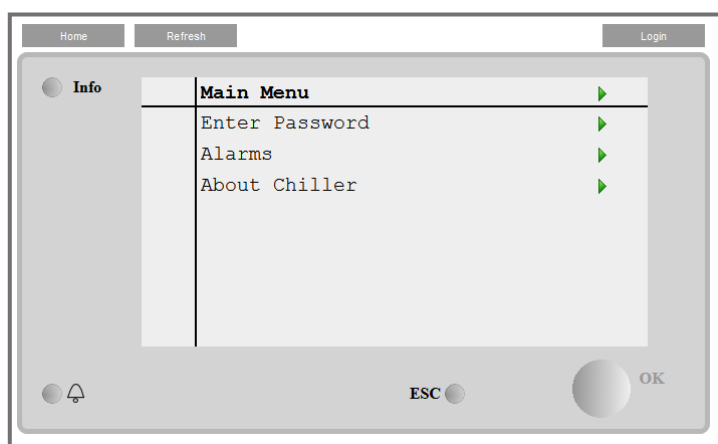 Home Refresh Login
Info
Main Menu
Enter Password
Alarms
About Chiller
ESC OK